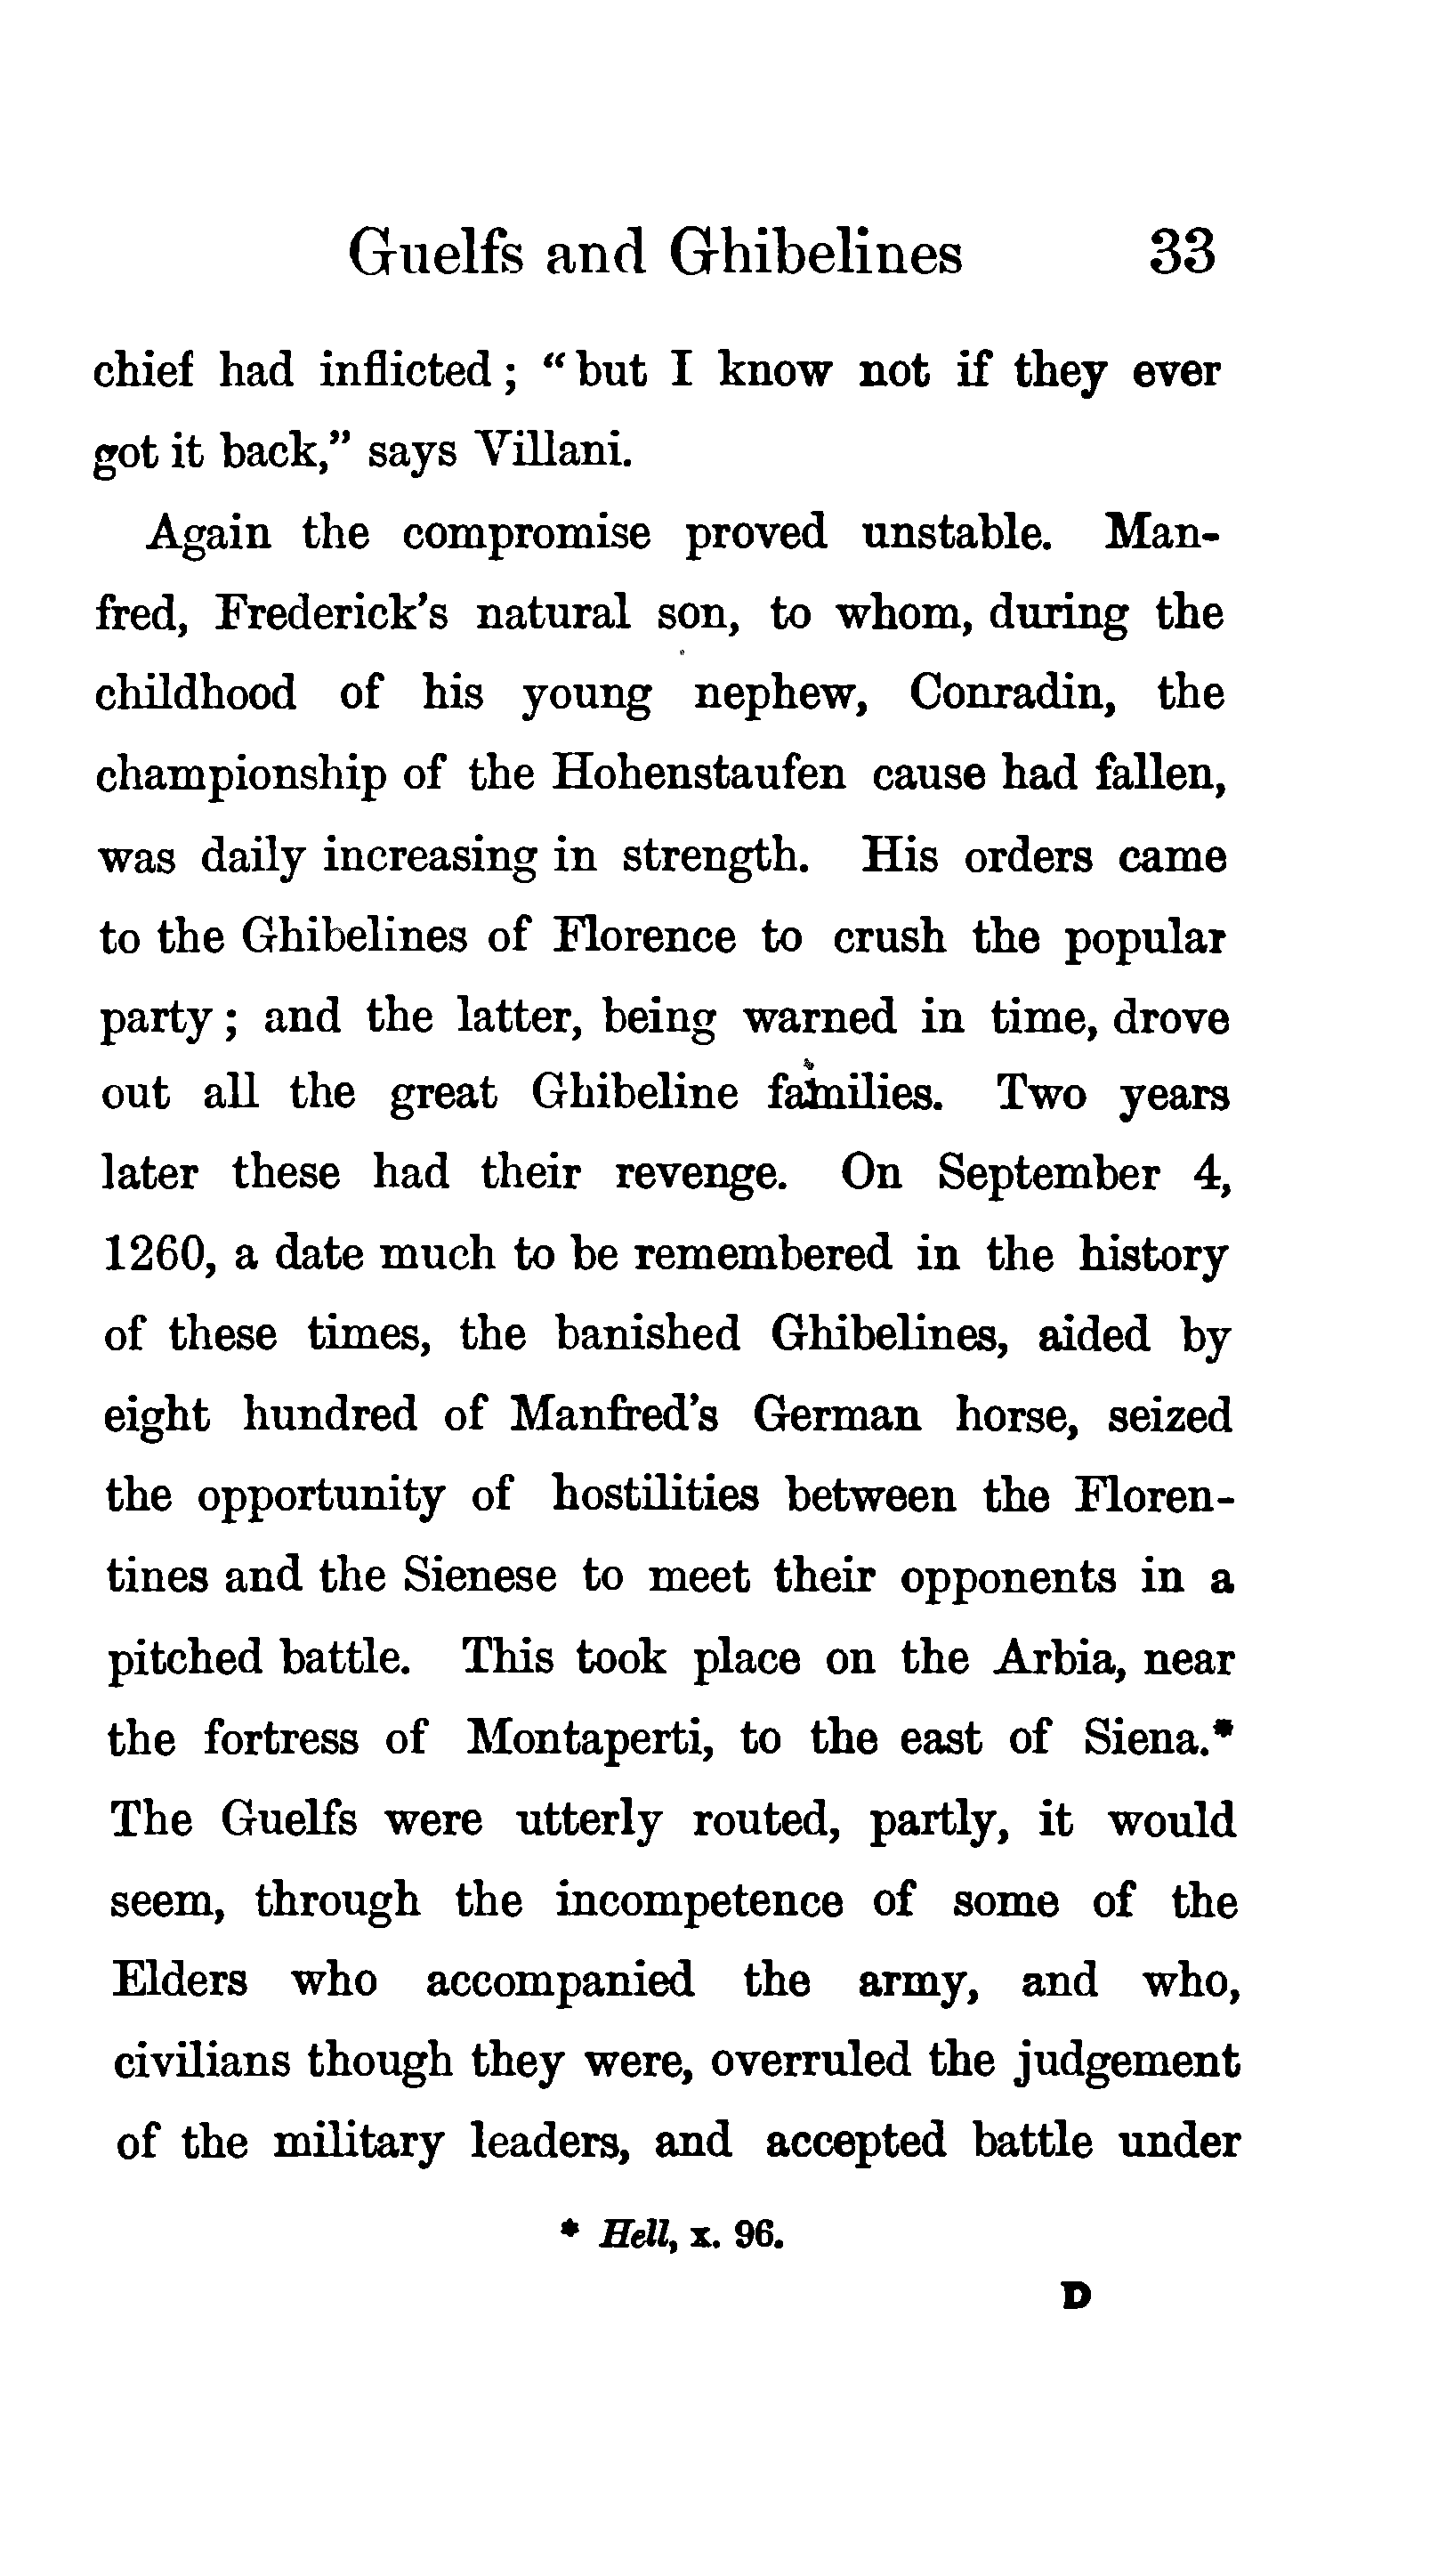 Guelfs and Ghibelines 33
chief had inflicted; “but I know not if they ever
got it back,” says Villani.
Again the compromise proved unstable. Man-
fred, Frederick’s natural son, to whom, during the
childhood of his young nephew, Conradin, the
championship of the Hohenstaufen cause had fallen,
was daily increasing in strength. His orders came
to the Ghibelines of Florence to crush the popular
party; and the latter, being warned in time, drove
out all the great Ghibeline families. Two years
later these had their revenge. On September 4,
1260, a date much to be remembered in the history
of these times, the banished Ghibelines, aided by
eight hundred of Manfred’s German horse, seized
the opportunity of hostilities between the Floren-
tines and the Sienese to meet their opponents in a
pitched battle. This took place on the Arbia, near
the fortress of Montaperti, to the east of Siena.*
The Guelfs were utterly routed, partly, it would
seem, through the incompetence of some of the
Elders who accompanied the army, and who,
civilians though they were, overruled the judgement
of the military leaders, and accepted battle under
* Hell, x. 96.
D